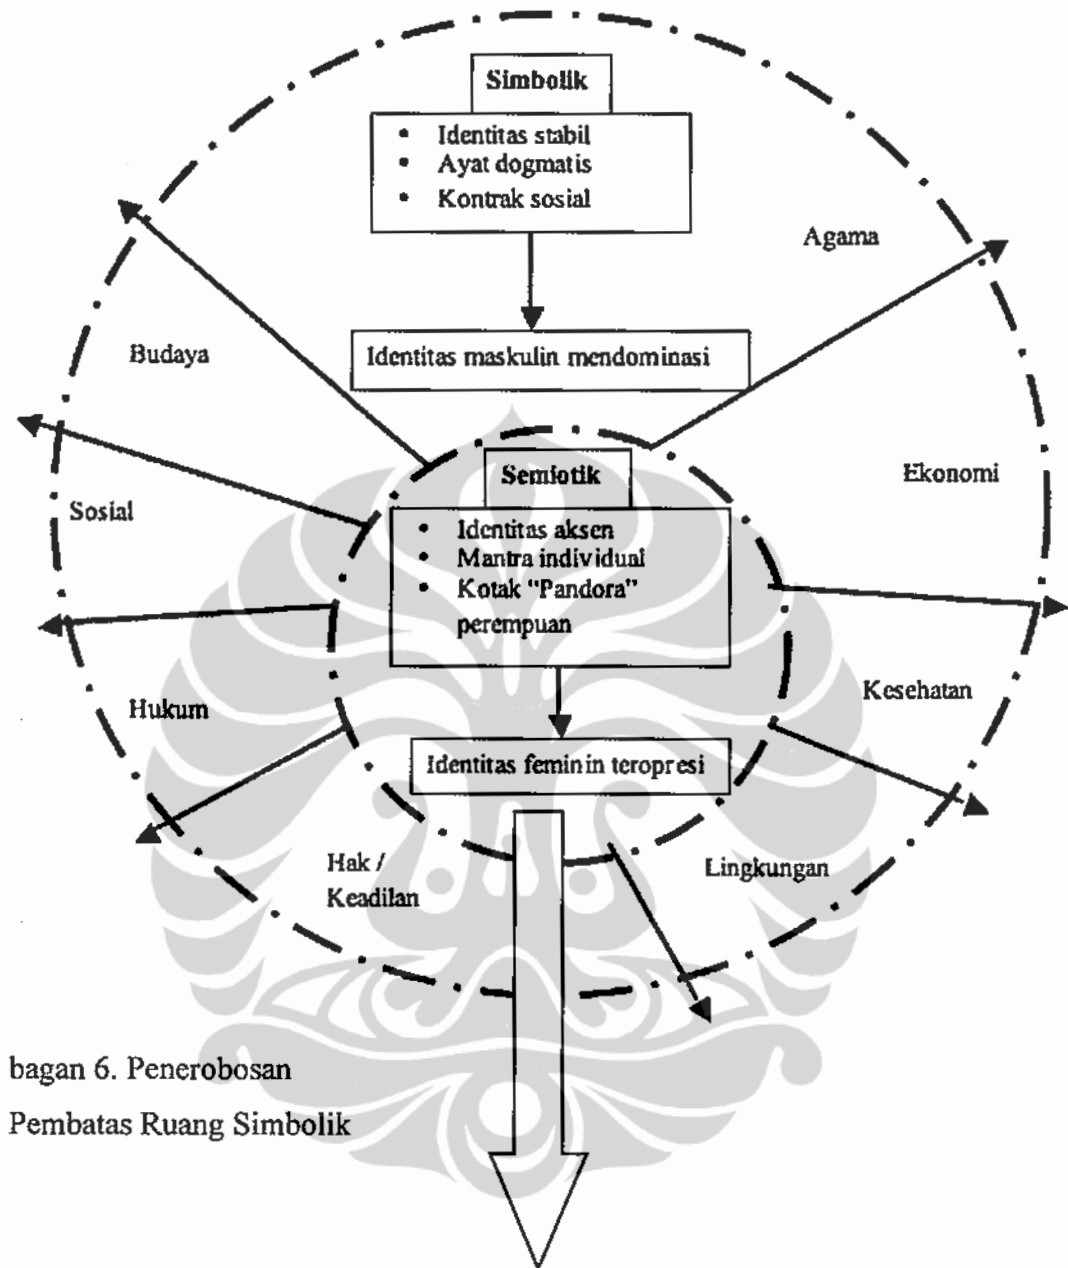 Simbolik
• Identitas stabil
• Ayat dogmatis
• Kontrak sosial
Agama
Identitas maskulin mendominasi
Budaya
Semiotik
Ekonomi
Sosial
• Identitas aksen
• Mantra individual
• Kotak “Pandora”
perempuan
Kesehatan
Hukum
Identitas feminin teropresi
Hak /
Keadilan
Lingkungan
bagan 6. Penerobosan
Pembatas Ruang Simbolik